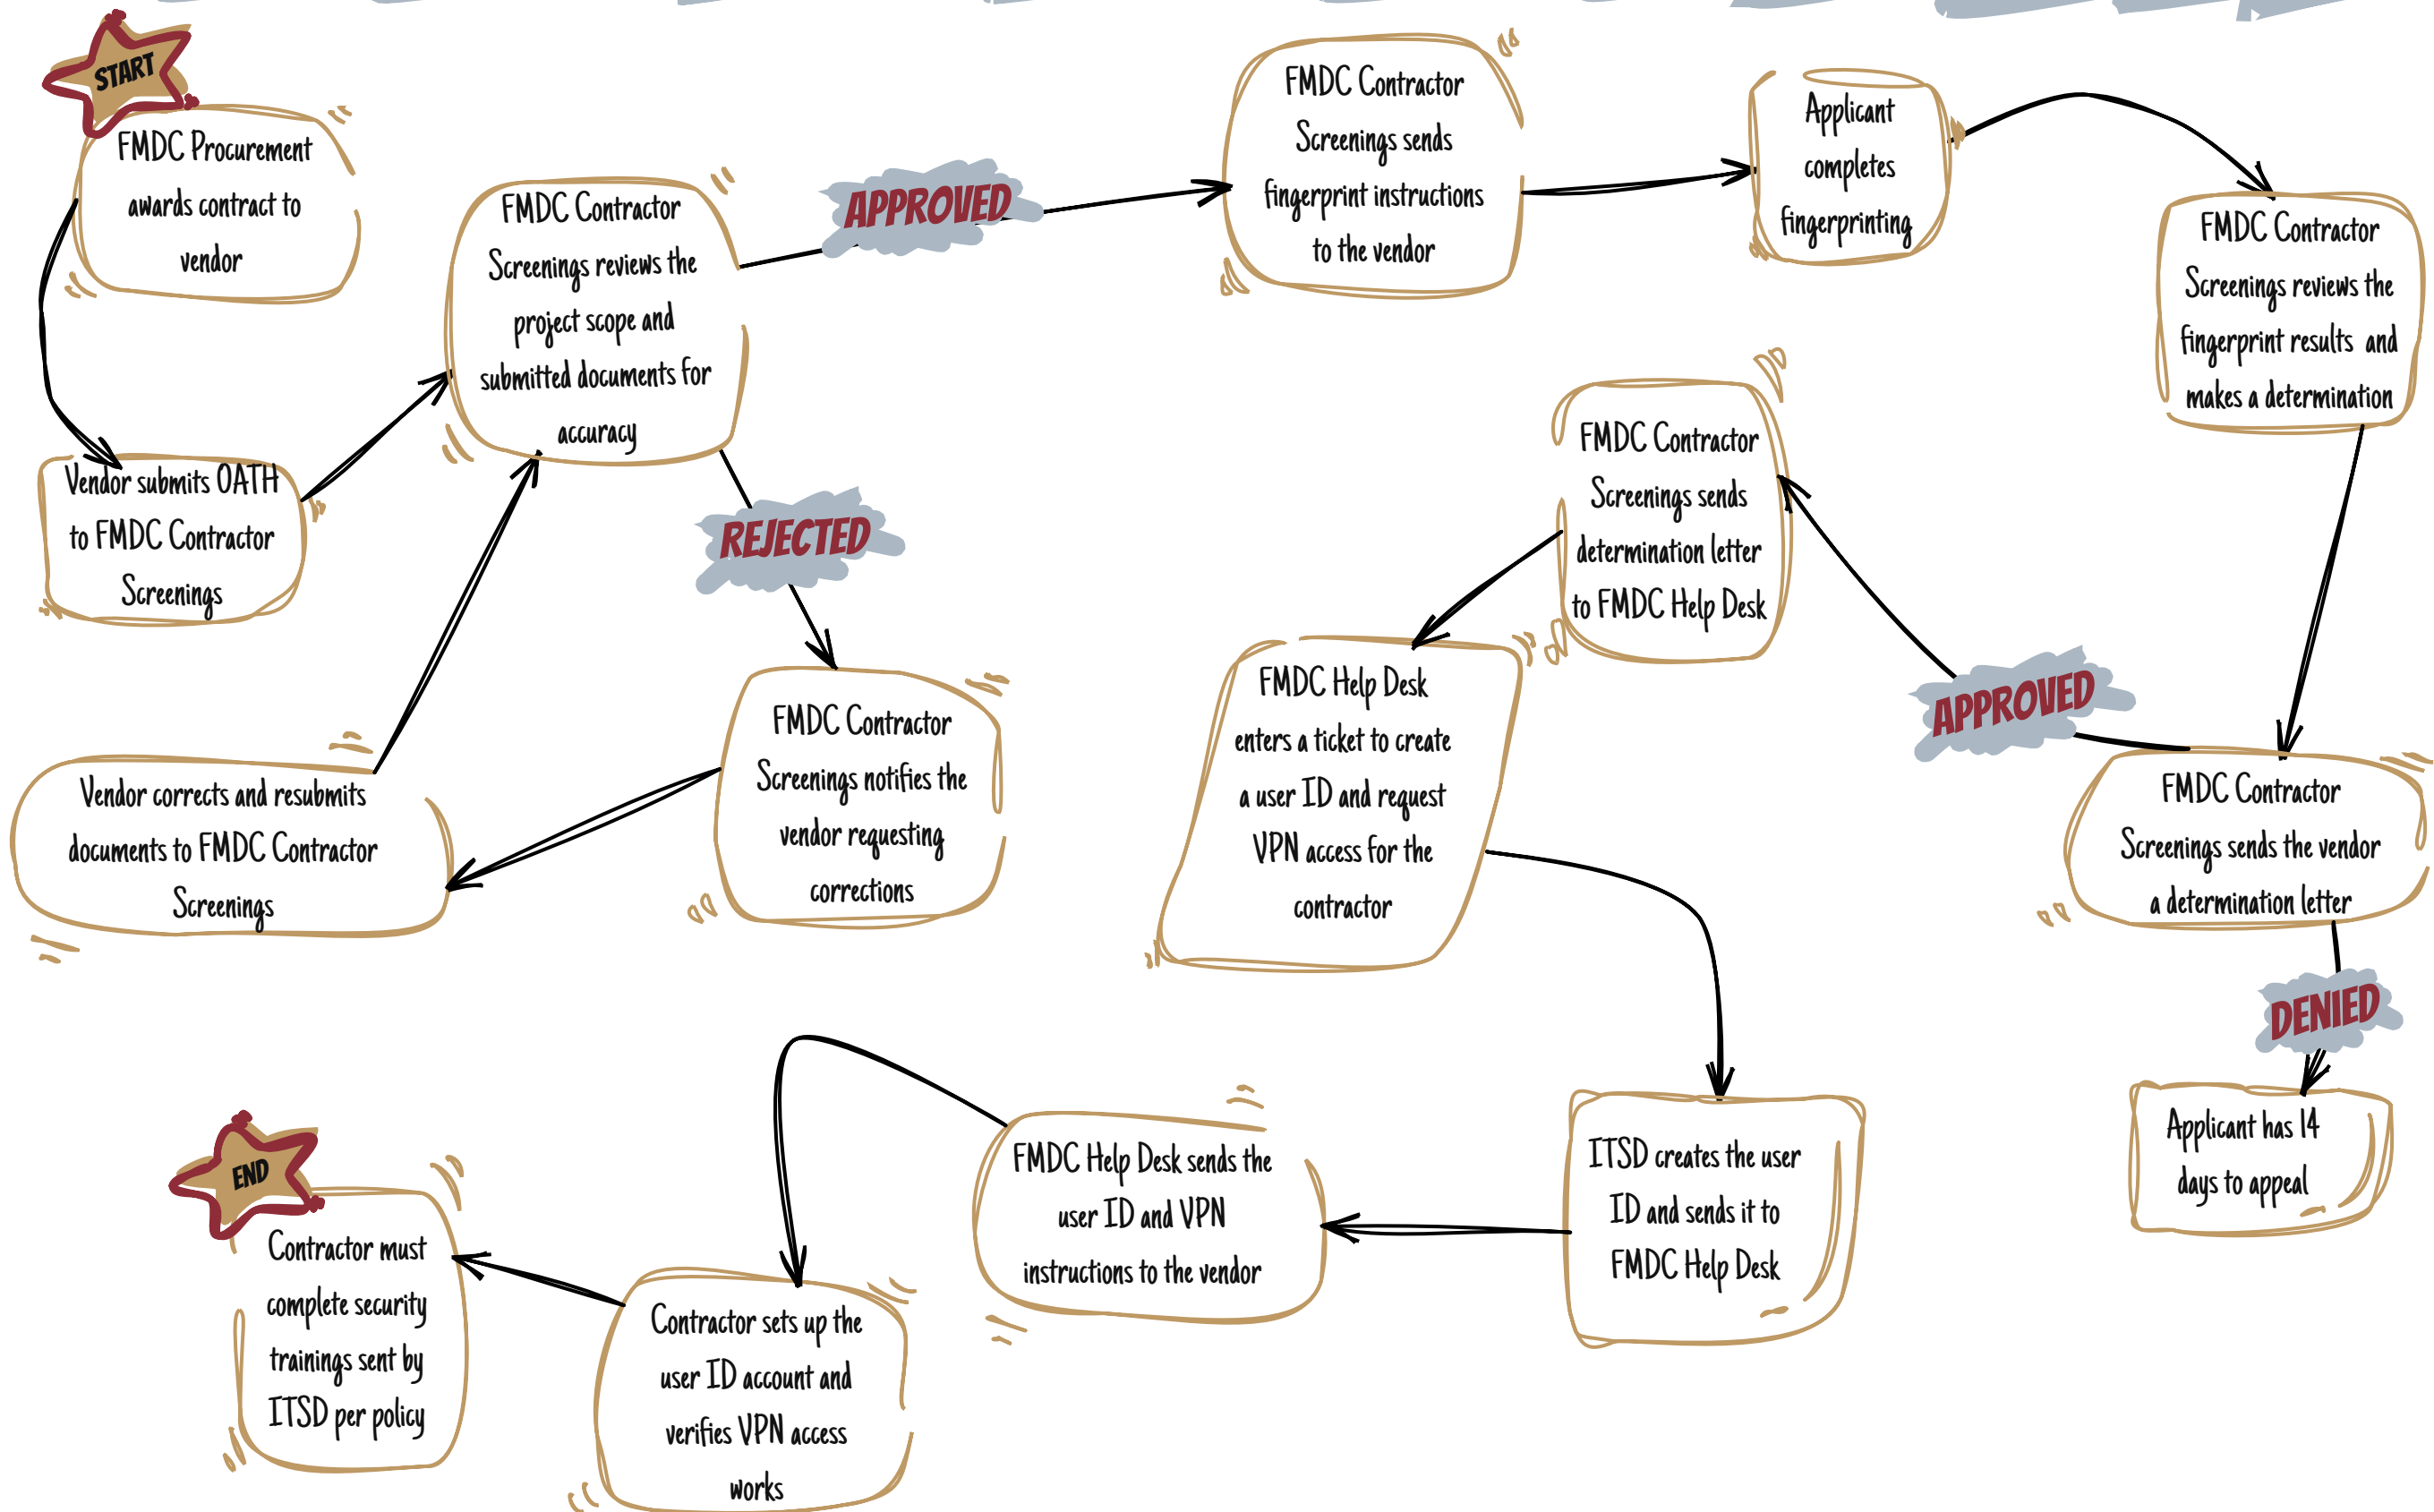 START
FMDC Procurement
awards contract to
vendor
Vendor submits OATH
to FMDC Contractor
Screenings
FMDC Contractor
Screenings reviews the
project scope and
submitted documents for
accuracy
APPROVED
FMDC Contractor
Screenings sends
fingerprint instructions
to the vendor
Applicant
completes
fingerprinting
FMDC Contractor
Screenings reviews the
fingerprint results and
makes a determination
REJECTED
FMDC Contractor
Screenings notifies the
vendor requesting
corrections
Vendor corrects and resubmits
documents to FMDC Contractor
Screenings
FMDC Contractor
Screenings sends the vendor
a determination letter
APPROVED
FMDC Contractor
Screenings sends
determination letter
to FMDC Help Desk
DENIED
Applicant has 14
days to appeal
FMDC Help Desk
enters a ticket to create
a user ID and request
VPN access for the
contractor
ITSD creates the user
ID and sends it to
FMDC Help Desk
FMDC Help Desk sends the
user ID and VPN
instructions to the vendor
Contractor sets up the
user ID account and
verifies VPN access
works
END
Contractor must
complete security
trainings sent by
ITSD per policy